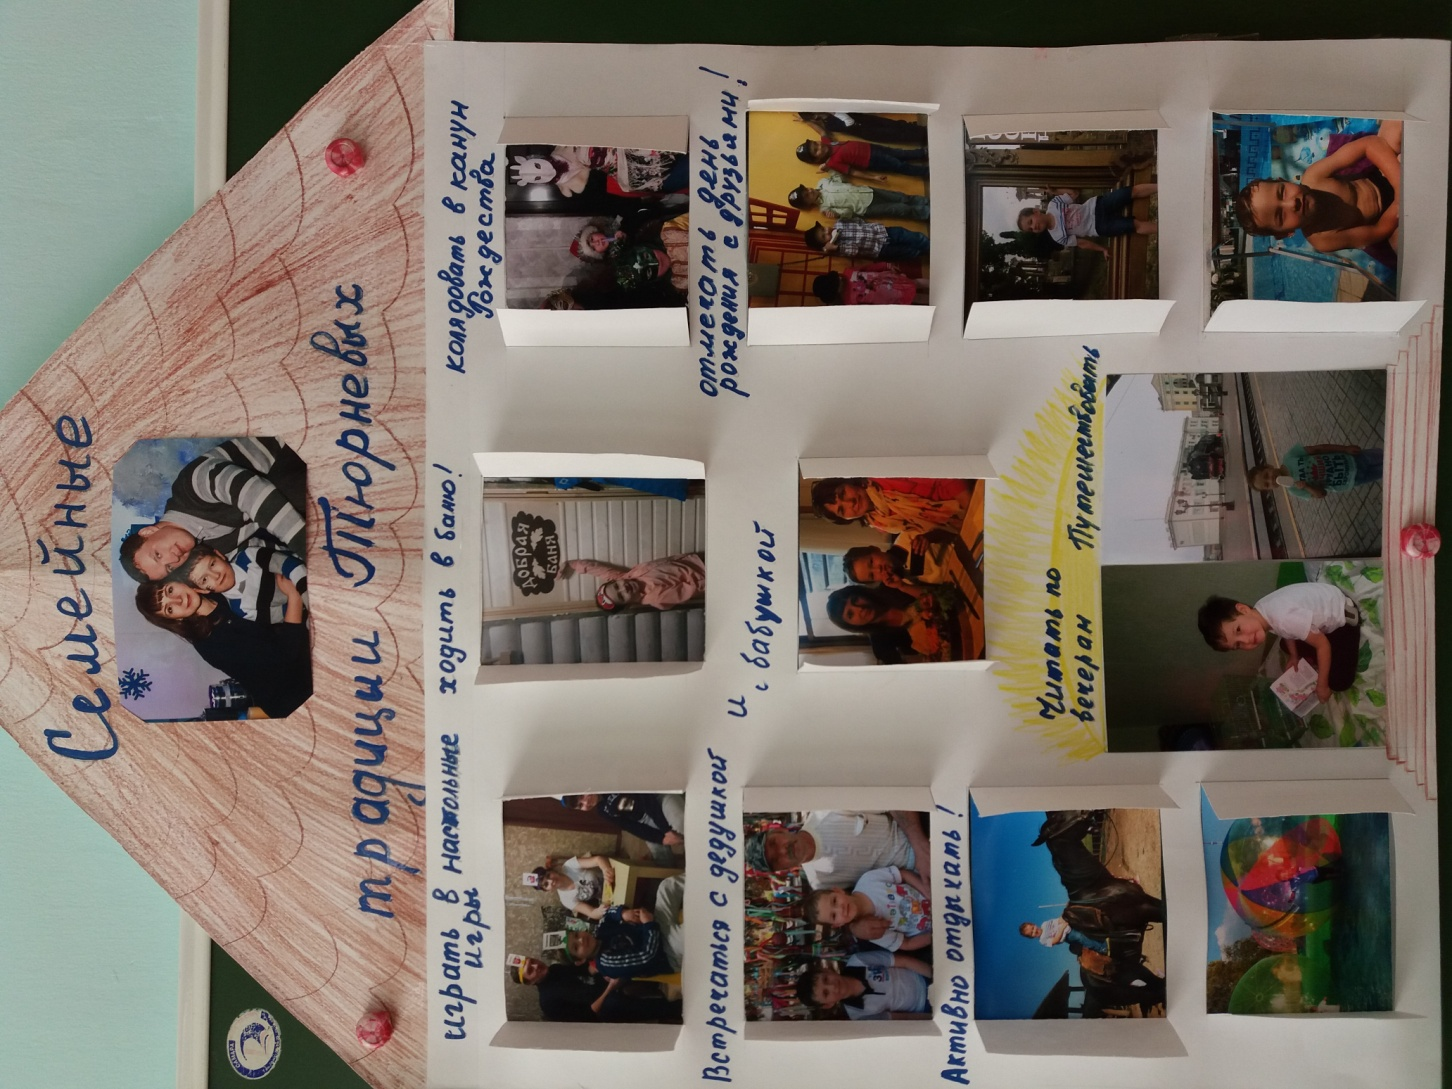 Семейные
традиции Тюрневых
играть в настольные
игры
ходить в баню!
колядовать в канун
Рождества
ДОБРАЯ
БАНЯ
Встречаться с дедушкой
и
с бабушкой
отмечать день
рождения с друзьями!
Активно отдыхать!
Читать по
вечерам
Путешествовать